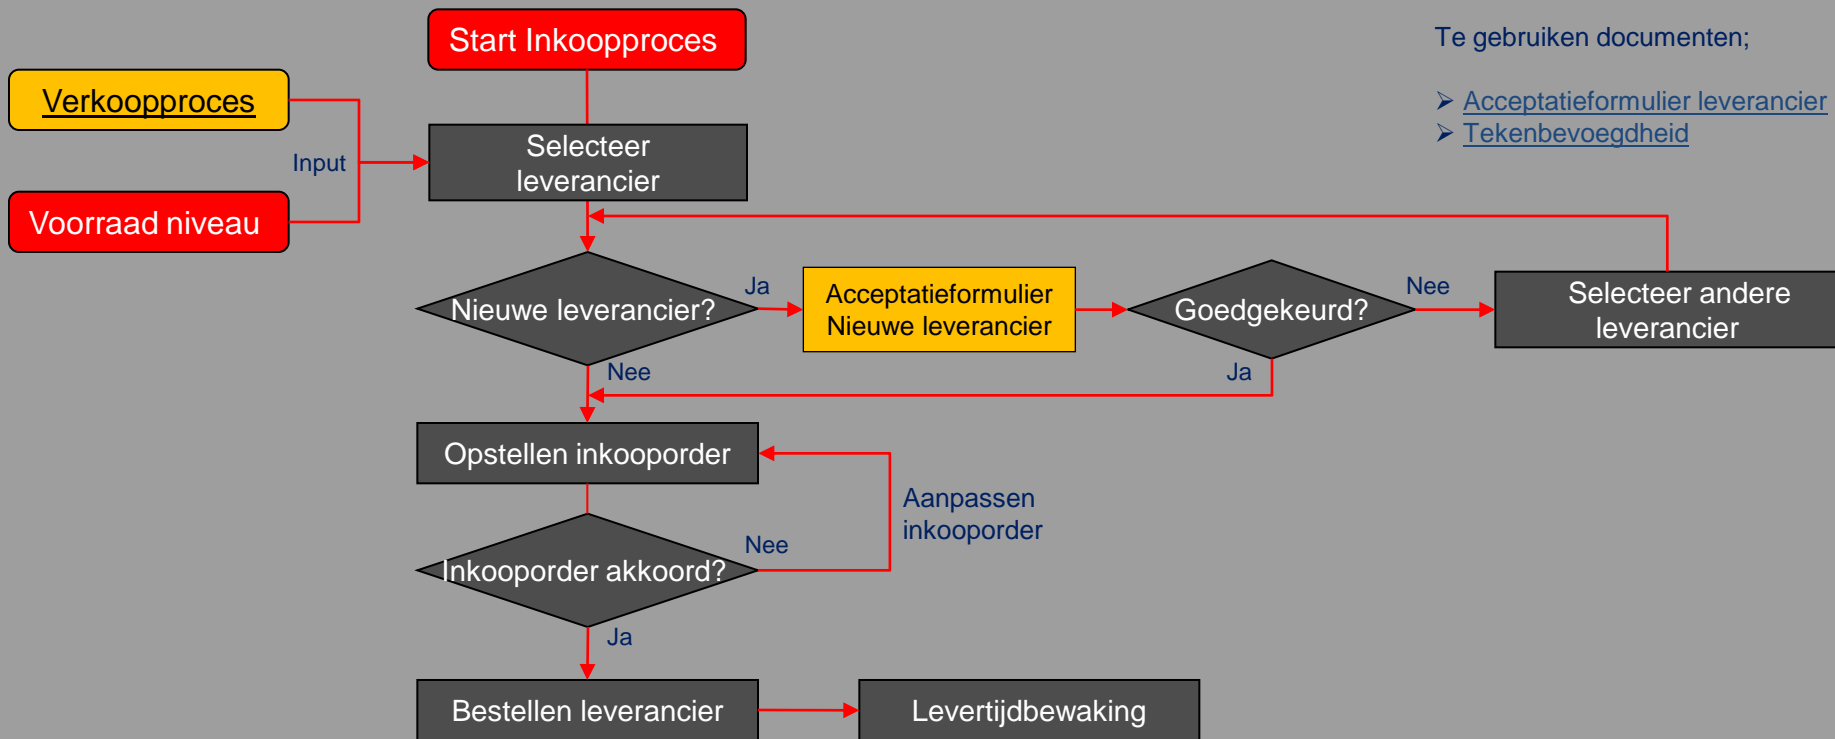 Start Inkoopproces
Te gebruiken documenten;
Verkoopproces
Acceptatieformulier leverancier
Tekenbevoegdheid
Input
Selecteer
leverancier
Voorraad niveau
Nieuwe leverancier?
Ja
Acceptatieformulier
Nieuwe leverancier
Goedgekeurd?
Nee
Selecteer andere
leverancier
Nee
Ja
Opstellen inkooporder
Aanpassen
inkooporder
Inkooporder akkoord?
Nee
Ja
Bestellen leverancier
Levertijdbewaking